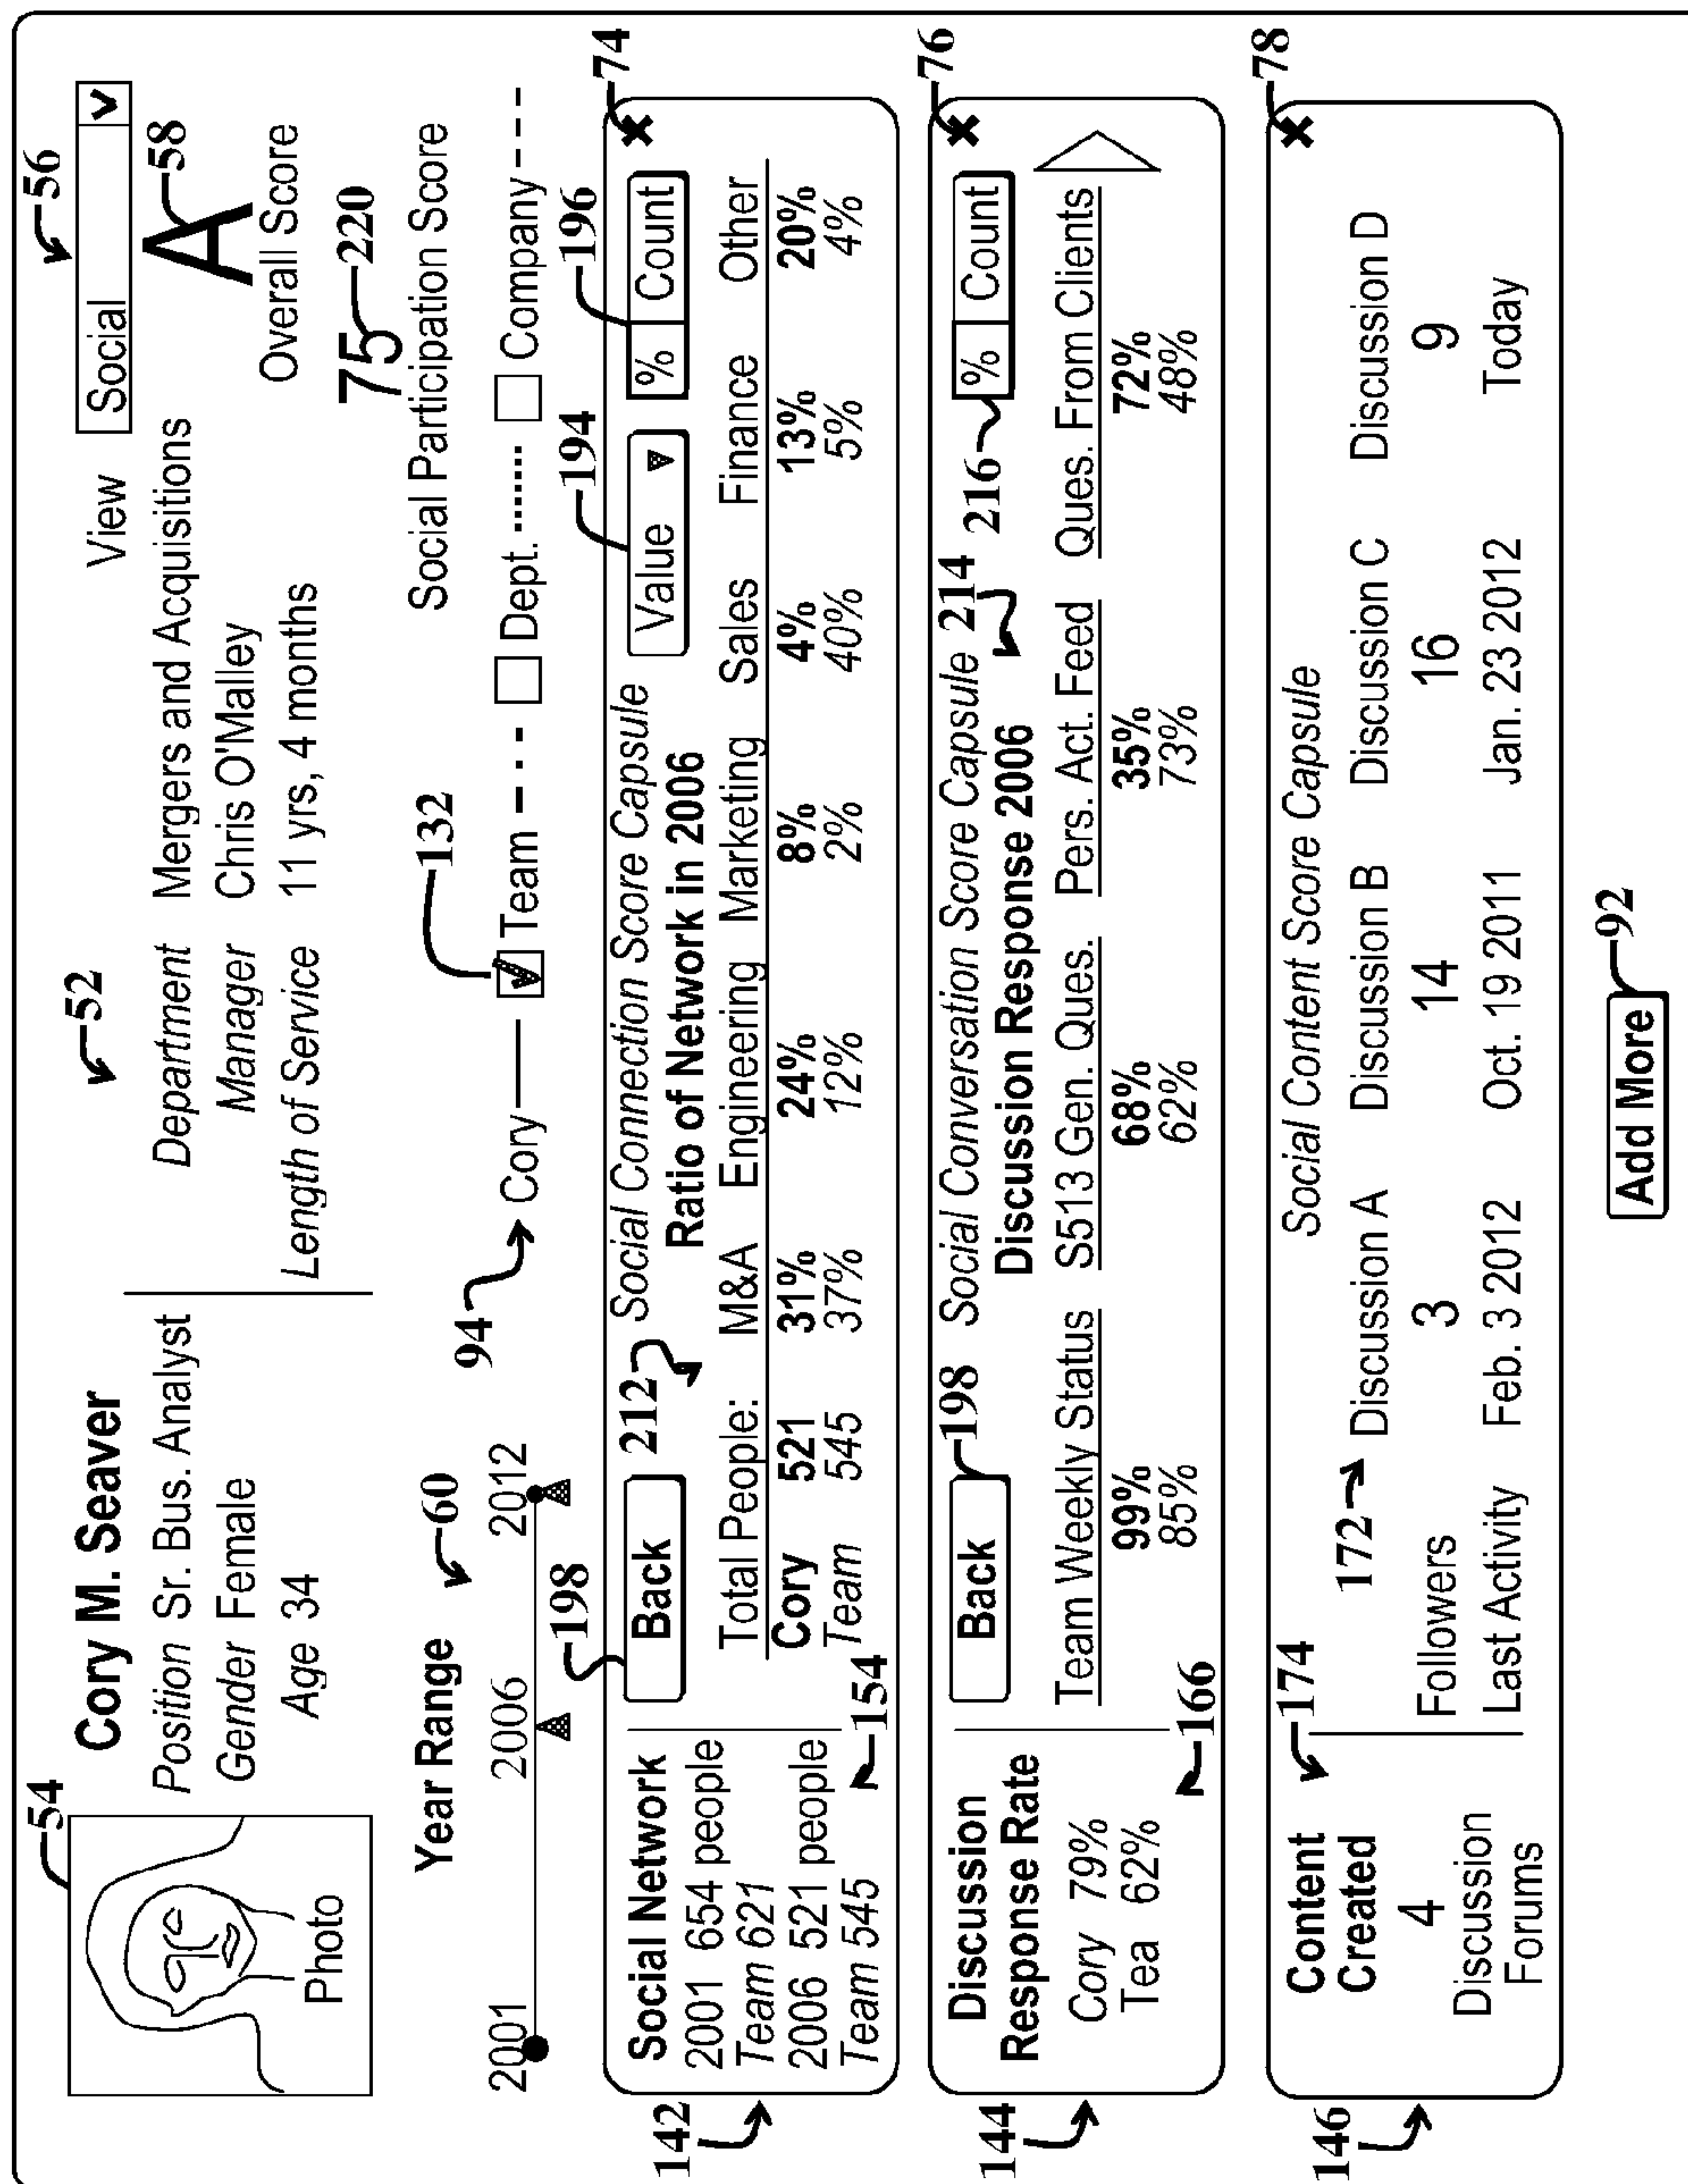 54
Photo
Cory M. Seaver
Position Sr. Bus. Analyst
Gender Female
Age 34
52
Department Mergers and Acquisitions
Manager Chris O'Malley
Length of Service 11 yrs, 4 months
56
View Social
A 58
Overall Score
75 220
Social Participation Score
Year Range 60
2001 2006 2012
94 Cory 132 Team Dept. Company
142
Social Network
2001 654 people
Team 621
2006 521 people
Team 545
154
198 Back 212 Social Connection Score Capsule Value 194 % Count 196 74
Ratio of Network in 2006
Total People: M&A Engineering Marketing Sales Finance Other
Cory 521 31% 24% 8% 4% 13% 20%
Team 545 37% 12% 2% 40% 5% 4%
144
Discussion
Response Rate
Cory 79%
Tea 62%
166
Back 198 Social Conversation Score Capsule 214 216 % Count 76
Discussion Response 2006
Team Weekly Status S513 Gen. Ques. Pers. Act. Feed Ques. From Clients
99% 68% 35% 72%
85% 62% 73% 48%
146
Content
Created
4
Discussion
Forums
174
Social Content Score Capsule 78
172 Discussion A Discussion B Discussion C Discussion D
Followers 3 14 16 9
Last Activity Feb. 3 2012 Oct. 19 2011 Jan. 23 2012 Today
Add More 92